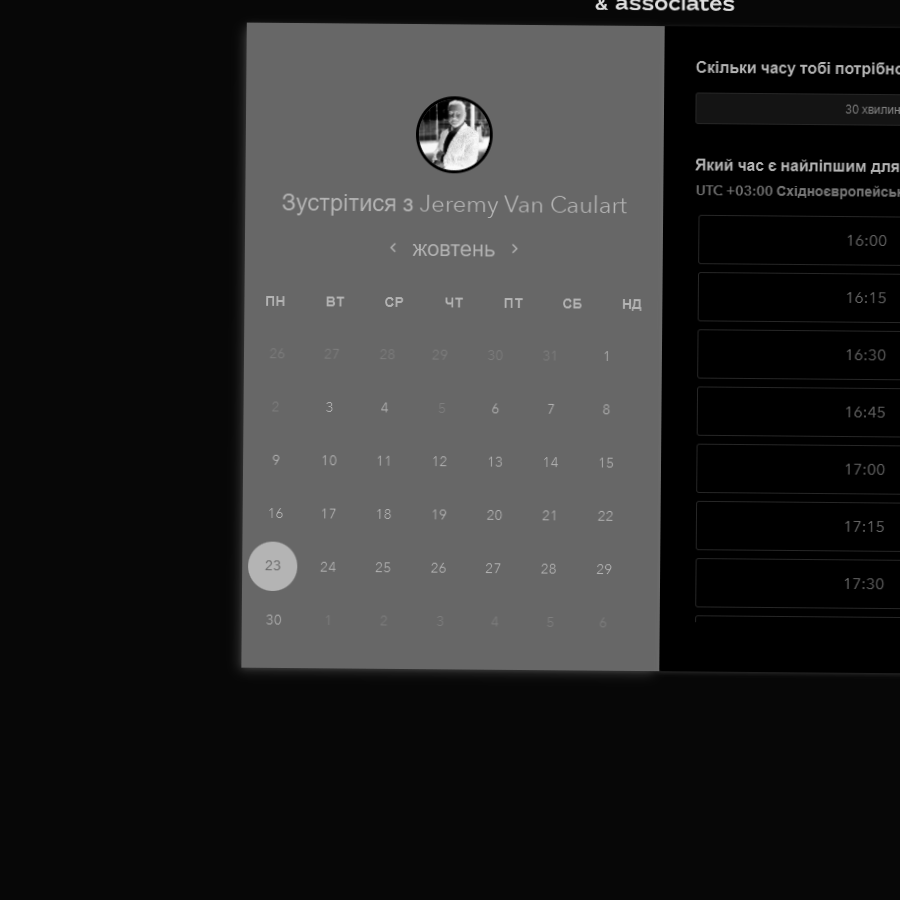 & associates
Зустрітися з Jeremy Van Caulart
жовтень
ПН ВТ СР ЧТ ПТ СБ НД
26 27 28 29 30 31 1
2 3 4 5 6 7 8
9 10 11 12 13 14 15
16 17 18 19 20 21 22
23 24 25 26 27 28 29
30 1 2 3 4 5 6
Скільки часу тобі потрібно
30 хвилин
Який час є найліпшим для
UTC +03:00 Східноєвропейськ
16:00
16:15
16:30
16:45
17:00
17:15
17:30